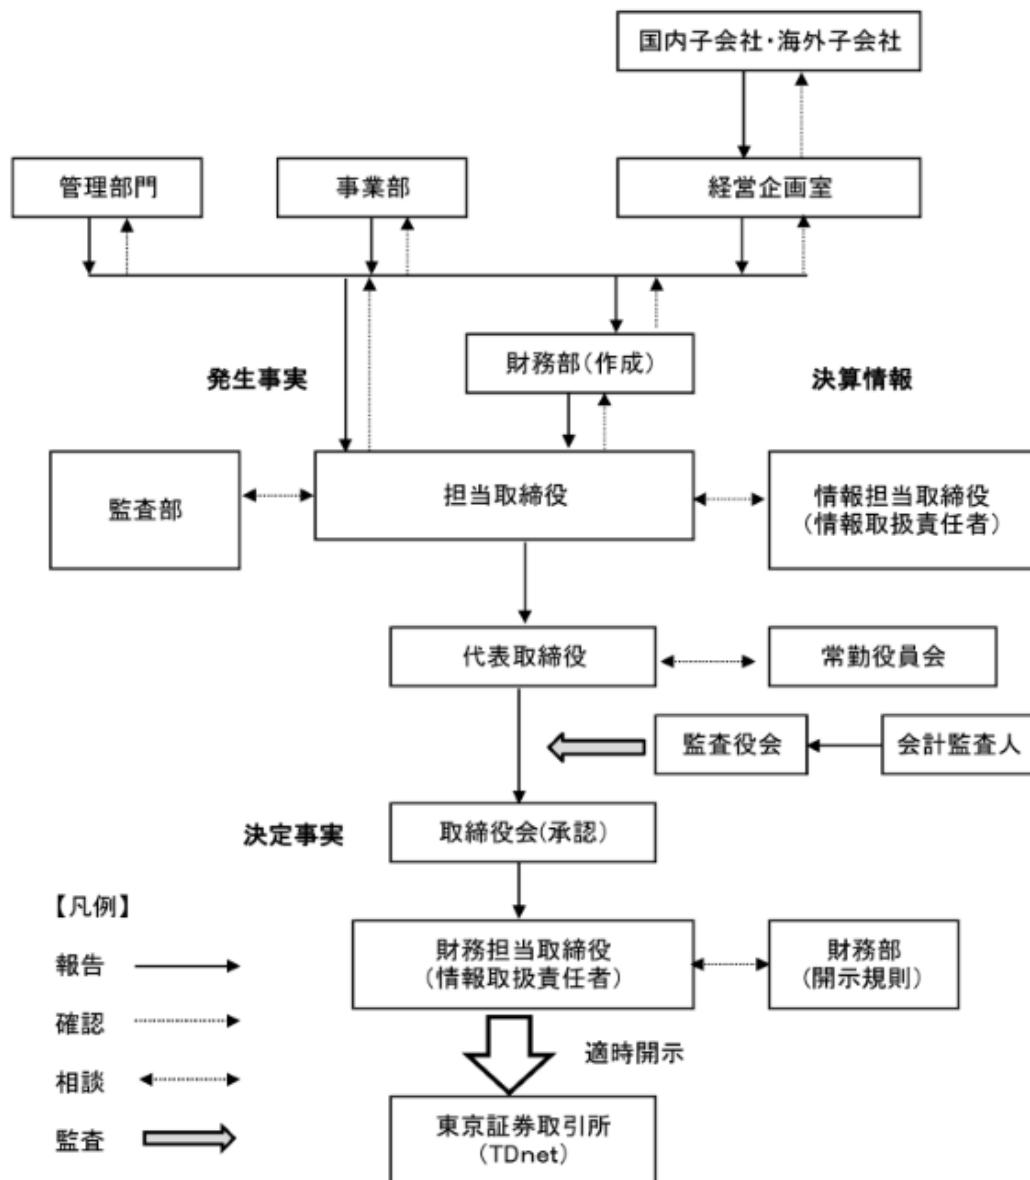 国内子会社・海外子会社
管理部門
事業部
経営企画室
財務部(作成)
発生事実
決算情報
監査部
担当取締役
情報担当取締役
(情報取扱責任者)
代表取締役
常勤役員会
監査役会
会計監査人
決定事実
取締役会(承認)
【凡例】
報告
確認
相談
監査
財務担当取締役
(情報取扱責任者)
財務部
(開示規則)
適時開示
東京証券取引所
(TDnet)